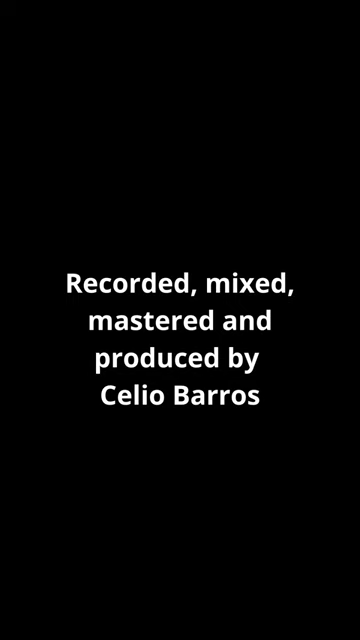 Recorded, mixed,
mastered and
produced by
Celio Barros